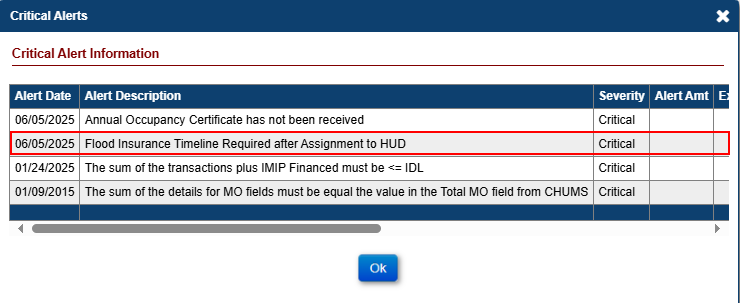 Critical Alerts
Critical Alert Information
Alert Date Alert Description Severity Alert Amt
06/05/2025 Annual Occupancy Certificate has not been received Critical
06/05/2025 Flood Insurance Timeline Required after Assignment to HUD Critical
01/24/2025 The sum of the transactions plus IMIP Financed must be <= IDL Critical
01/09/2015 The sum of the details for MO fields must be equal the value in the Total MO field from CHUMS Critical
Ok